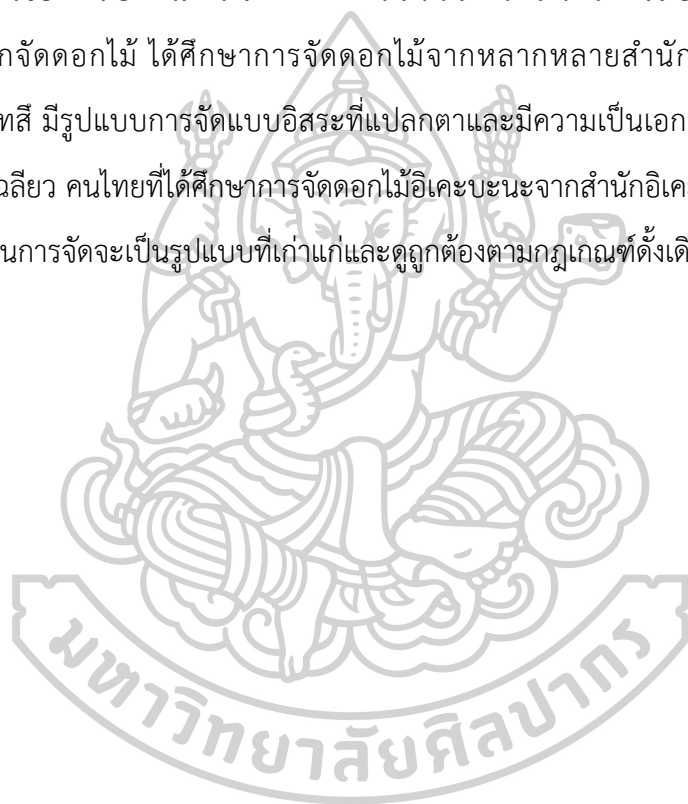 กจัดดอกไม้ ได้ศึกษาการจัดดอกไม้จากหลากหลายสำนัก
ทสึ มีรูปแบบการจัดแบบอิสระที่แปลกตาและมีความเป็นเอก
ฉลียว คนไทยที่ได้ศึกษาการจัดดอกไม้อิเคะบะนะจากสำนักอิเค
นการจัดจะเป็นรูปแบบที่เก่าแก่และดูถูกต้องตามกฎเกณฑ์ดั้งเดิ
มหาวิทยาลัยศิลปากร